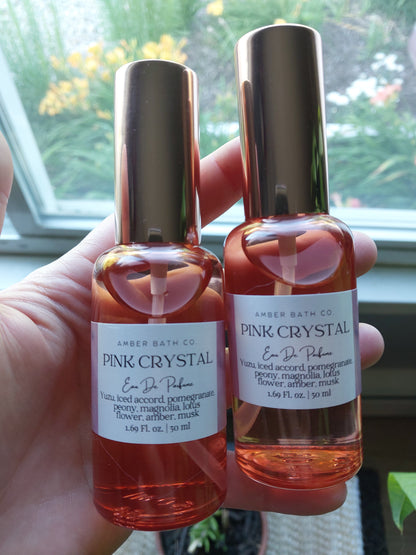 AMBER BATH CO.
PINK CRYSTAL
Eau De Parfume
Yuzu, iced accord, pomegranate,
peony, magnolia, lotus
flower, amber, musk
1.69 Fl. oz. | 50 ml
AMBER BATH CO.
PINK CRYSTAL
Eau De Parfume
Yuzu, iced accord, pomegranate,
peony, magnolia, lotus
flower, amber, musk
1.69 Fl. oz. | 50 ml